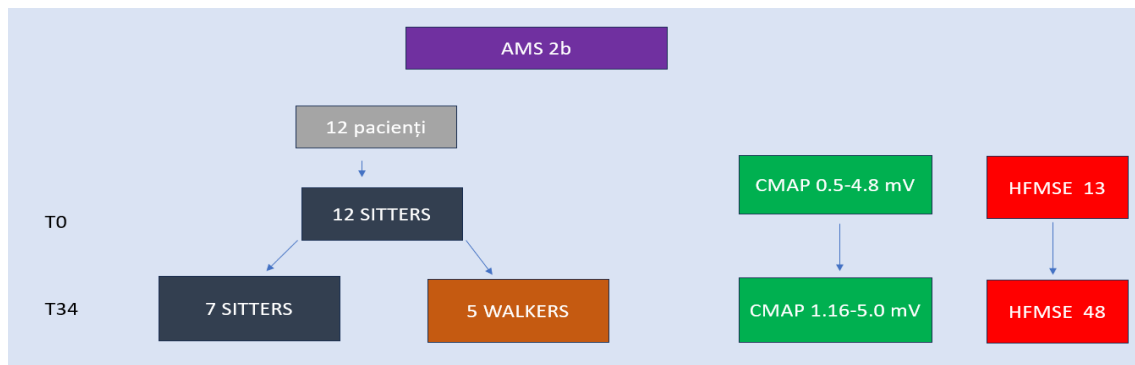 AMS 2b
12 pacienți
T0
12 SITTERS
CMAP 0.5-4.8 mV
HFMSE 13
T34
7 SITTERS
5 WALKERS
CMAP 1.16-5.0 mV
HFMSE 48